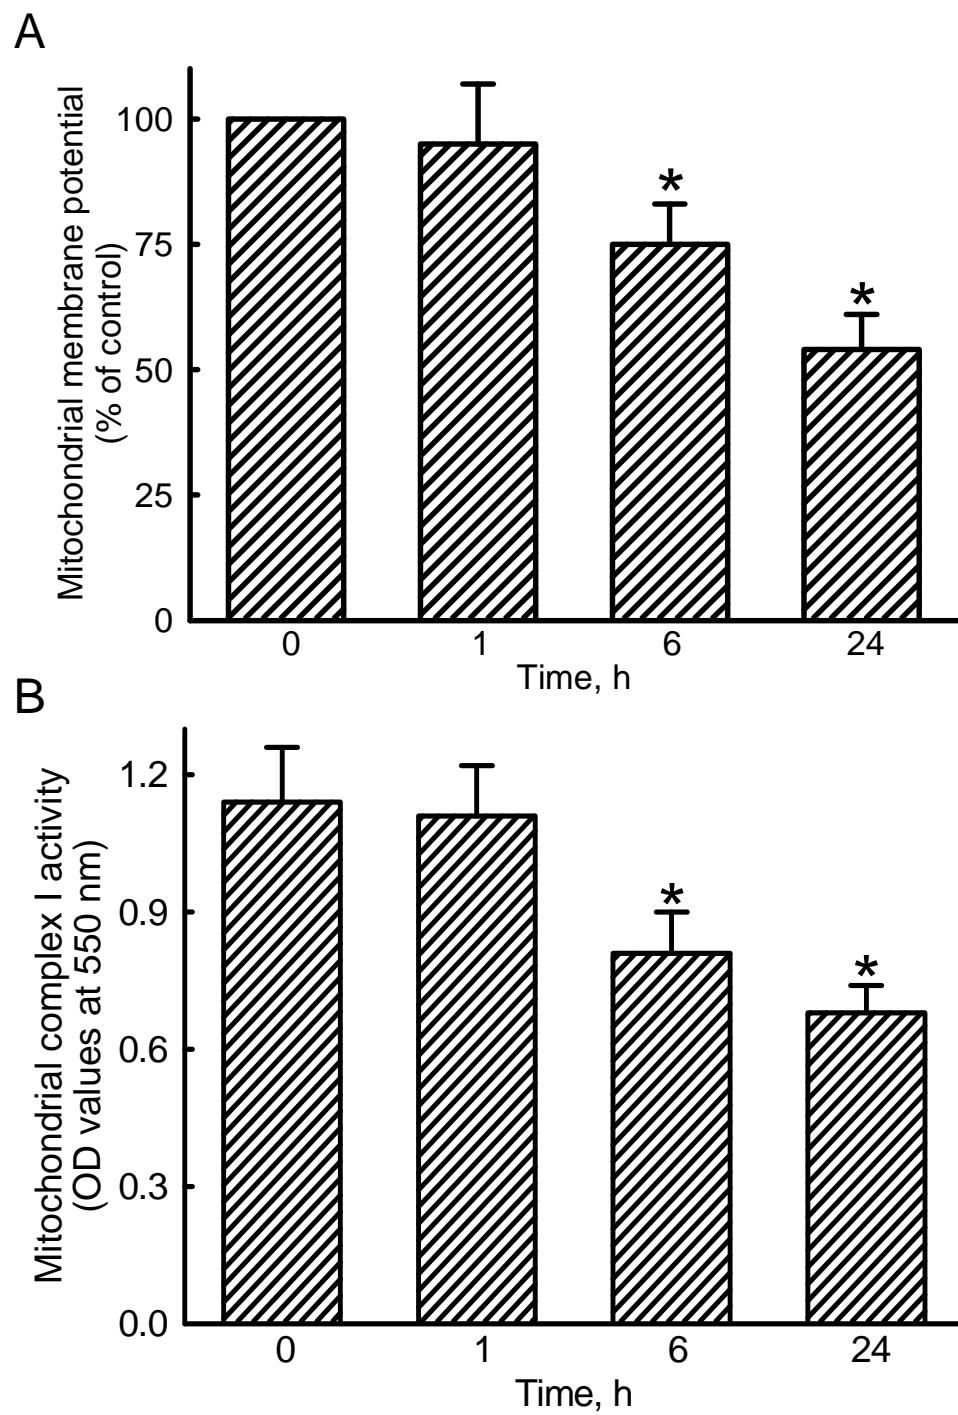 A
Mitochondrial membrane potential
(% of control)
100
75
50
25
0
*
*
0 1 6 24
Time, h
B
Mitochondrial complex I activity
(OD values at 550 nm)
1.2
0.9
0.6
0.3
0.0
*
*
0 1 6 24
Time, h